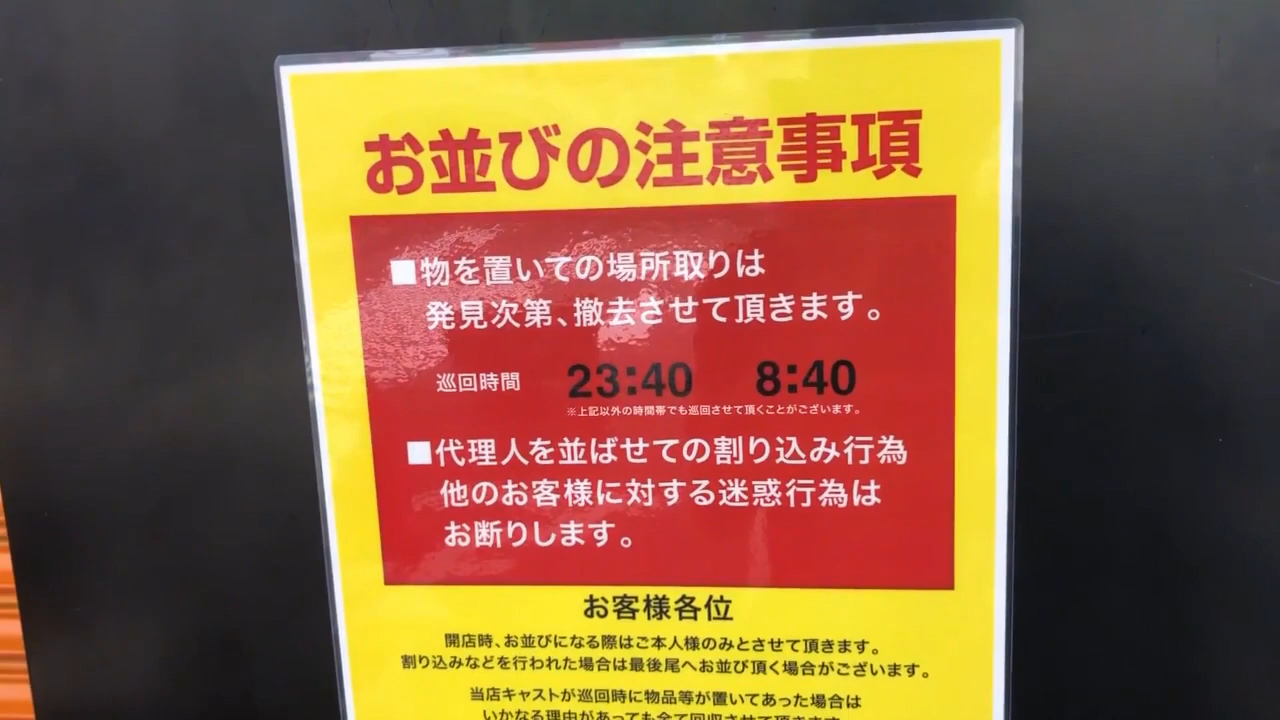 お並びの注意事項
■物を置いての場所取りは
発見次第、撤去させて頂きます。
巡回時間 23:40 8:40
※上記以外の時間帯でも巡回させて頂くことがございます。
■代理人を並ばせての割り込み行為
他のお客様に対する迷惑行為は
お断りします。
お客様各位
開店時、お並びになる際はご本人様のみとさせて頂きます。
割り込みなどを行われた場合は最後尾へお並び頂く場合がございます。
当店キャストが巡回時に物品等が置いてあった場合は
いかなる理由があっても全て回収させて頂きます